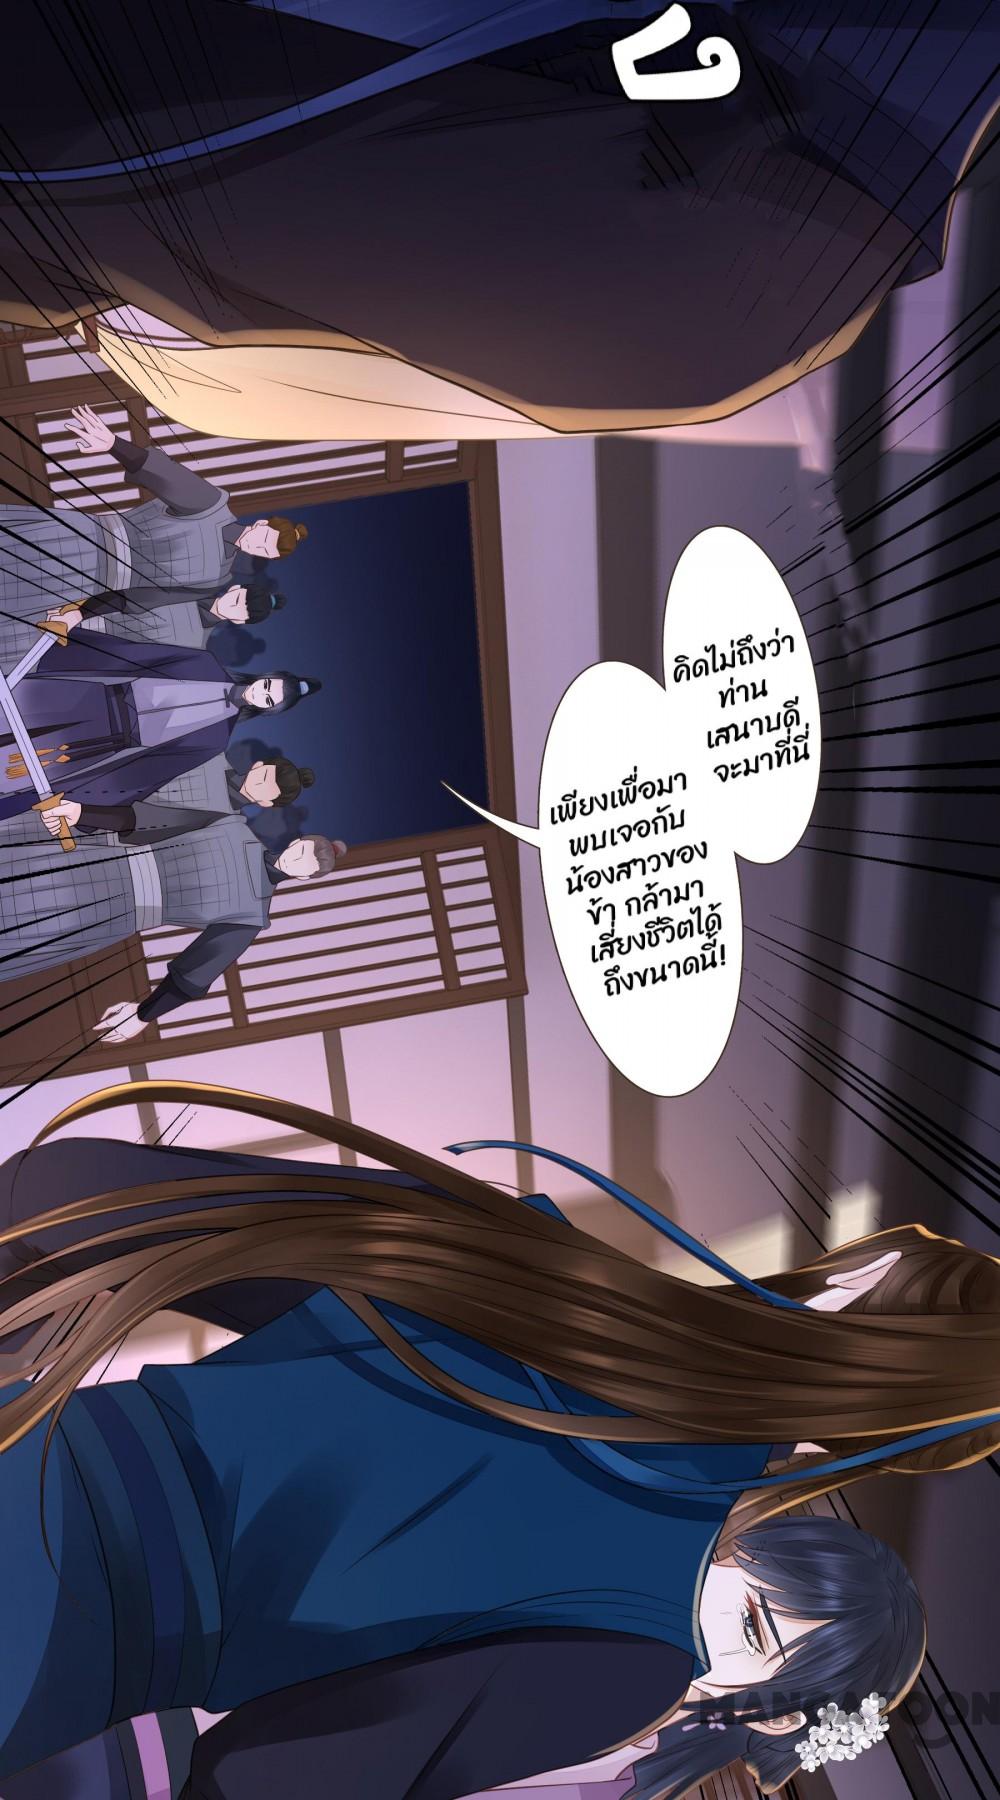 ง
คิดไม่ถึงว่า
ท่าน
เสนาบดี
จะมาที่นี่
เพียงเพื่อมา
พบเจอกับ
น้องสาวของ
ข้า กล้ามา
เสี่ยงชีวิตได้
ถึงขนาดนี้!
MANGATOON